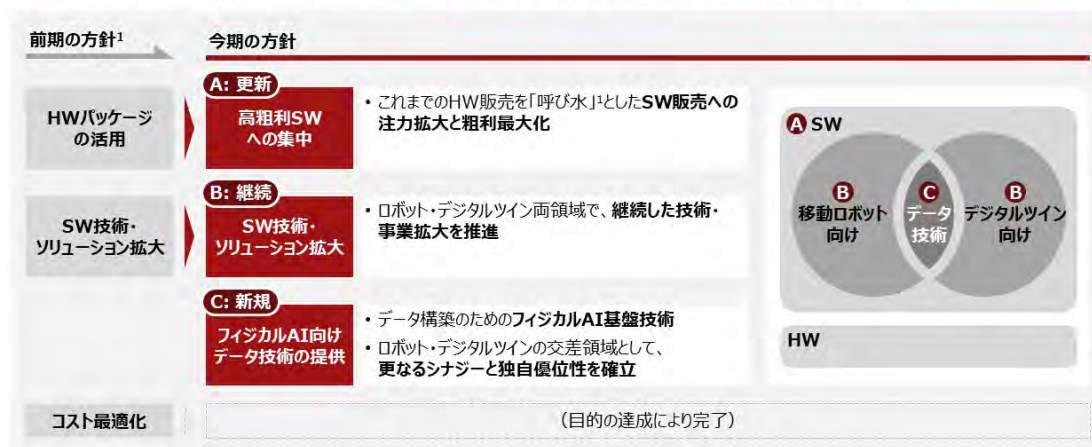 前期の方針1
今期の方針
HWパッケージ
の活用
A: 更新
高粗利SW
への集中
• これまでのHW販売を「呼び水」1としたSW販売への
注力拡大と粗利最大化
SW技術・
ソリューション拡大
B: 継続
SW技術・
ソリューション拡大
• ロボット・デジタルツイン両領域で、継続した技術・
事業拡大を推進
C: 新規
フィジカルAI向け
データ技術の提供
• データ構築のためのフィジカルAI基盤技術
• ロボット・デジタルツインの交差領域として、
更なるシナジーと独自優位性を確立
コスト最適化
（目的の達成により完了）
A SW
B
移動ロボット
向け
C
データ
技術
B
デジタルツイン
向け
HW